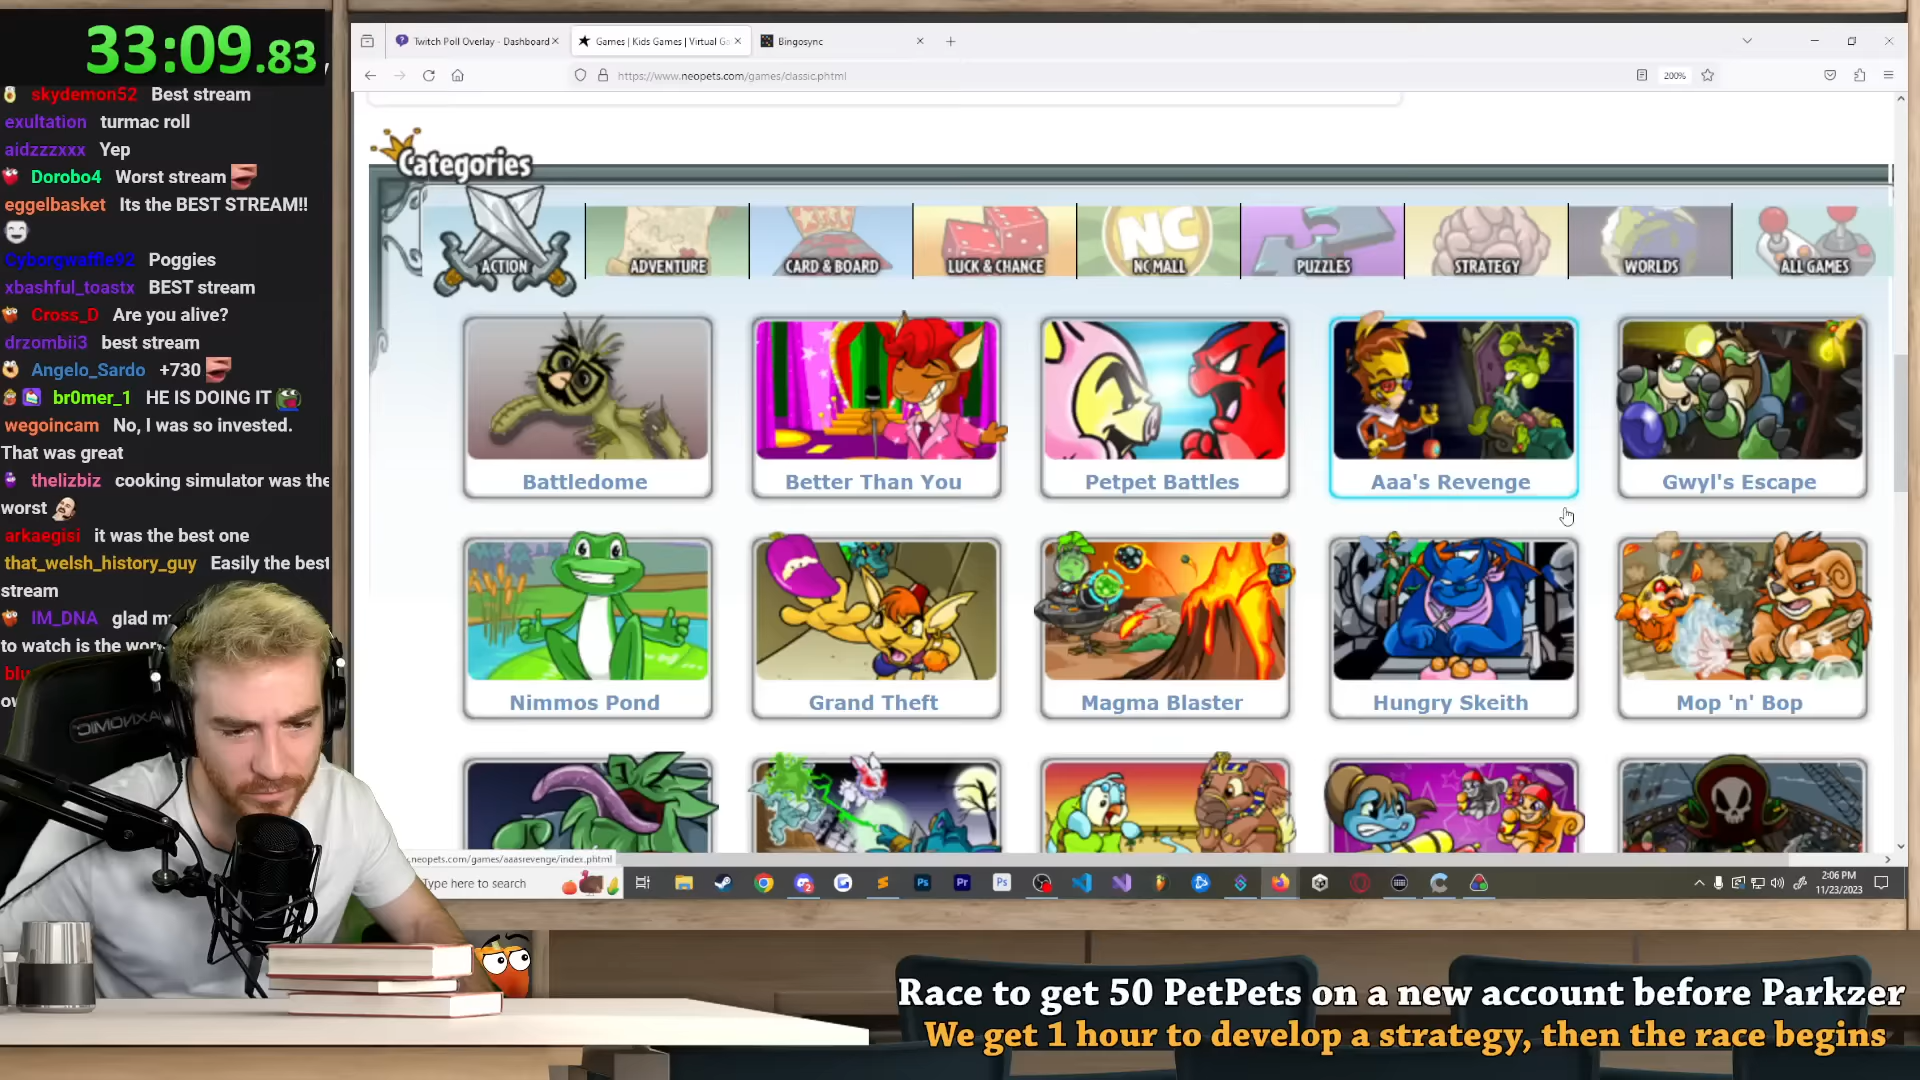 33:09.83
skydemon52 Best stream
exultation turmac roll
aidzzzxxx Yep
Dorobo4 Worst stream
eggelbasket Its the BEST STREAM!!
Cyborgwaffle92 Poggies
xbashful_toastx BEST stream
Cross_D Are you alive?
drzombii3 best stream
Angelo_Sardo +730
br0mer_1 HE IS DOING IT
wegoincam No, I was so invested.
That was great
thelizbiz cooking simulator was the
worst
arkaegisi it was the best one
that_welsh_history_guy Easily the best
stream
IM_DNA glad
to watch is the
Twitch Poll Overlay - Dashboard
Games | Kids Games | Virtual Ga
Bingosync
https://www.neopets.com/games/classic.phtml
200%
Categories
ACTION
ADVENTURE
CARD & BOARD
LUCK & CHANCE
NC
NC MALL
PUZZLES
STRATEGY
WORLDS
ALL GAMES
Battledome
Better Than You
Petpet Battles
Aaa's Revenge
Gwyl's Escape
Nimmos Pond
Grand Theft
Magma Blaster
Hungry Skeith
Mop 'n' Bop
.neopets.com/games/aaasrevenge/index.phtml
Type here to search
2:06 PM
11/23/2023
Race to get 50 PetPets on a new account before Parkzer
We get 1 hour to develop a strategy, then the race begins